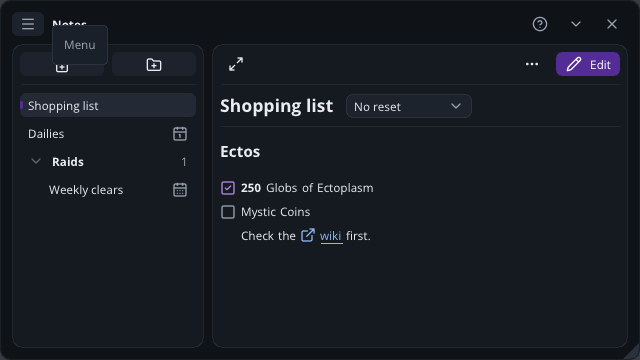 Notes
Menu
Edit
Shopping list
Dailies
Raids 1
Weekly clears
Shopping list No reset
Ectos
250 Globs of Ectoplasm
Mystic Coins
Check the wiki first.